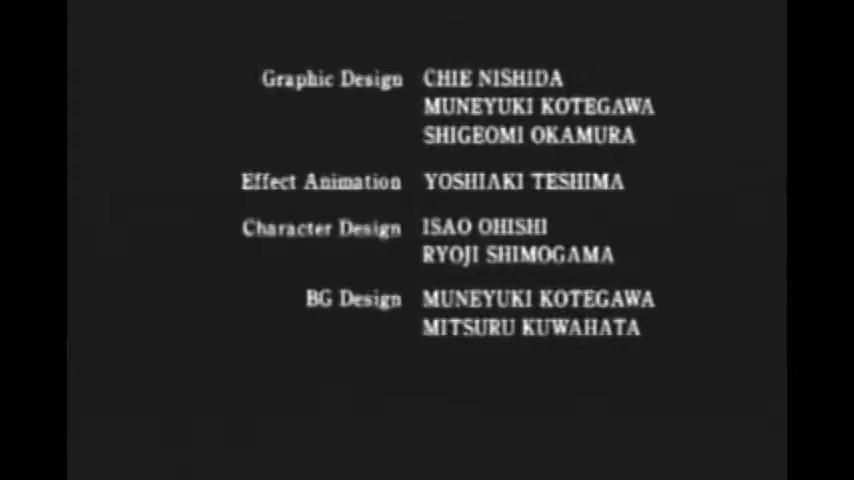 Graphic Design CHIE NISHIDA
MUNEYUKI KOTEGAWA
SHIGEOMI OKAMURA
Effect Animation YOSHIAKI TESHIMA
Character Design ISAO OHISHI
RYOJI SHIMOGAMA
BG Design MUNEYUKI KOTEGAWA
MITSURU KUWAHATA